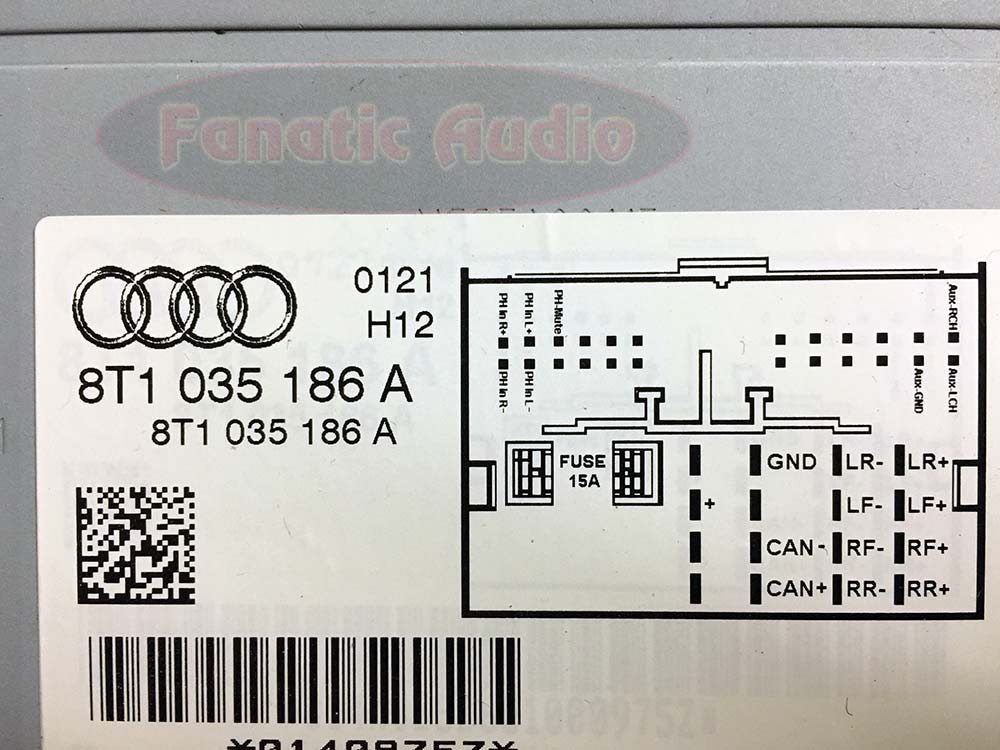 Fanatic Audio
0121
H12
8T1 035 186 A
8T1 035 186 A
PH In R+
PH In L+
PH-Mute
Aux-RCH
PH In R-
PH In L-
Aux-GND
Aux-LCH
FUSE
15A
GND LR- LR+
+ LF- LF+
CAN- RF- RF+
CAN+ RR- RR+